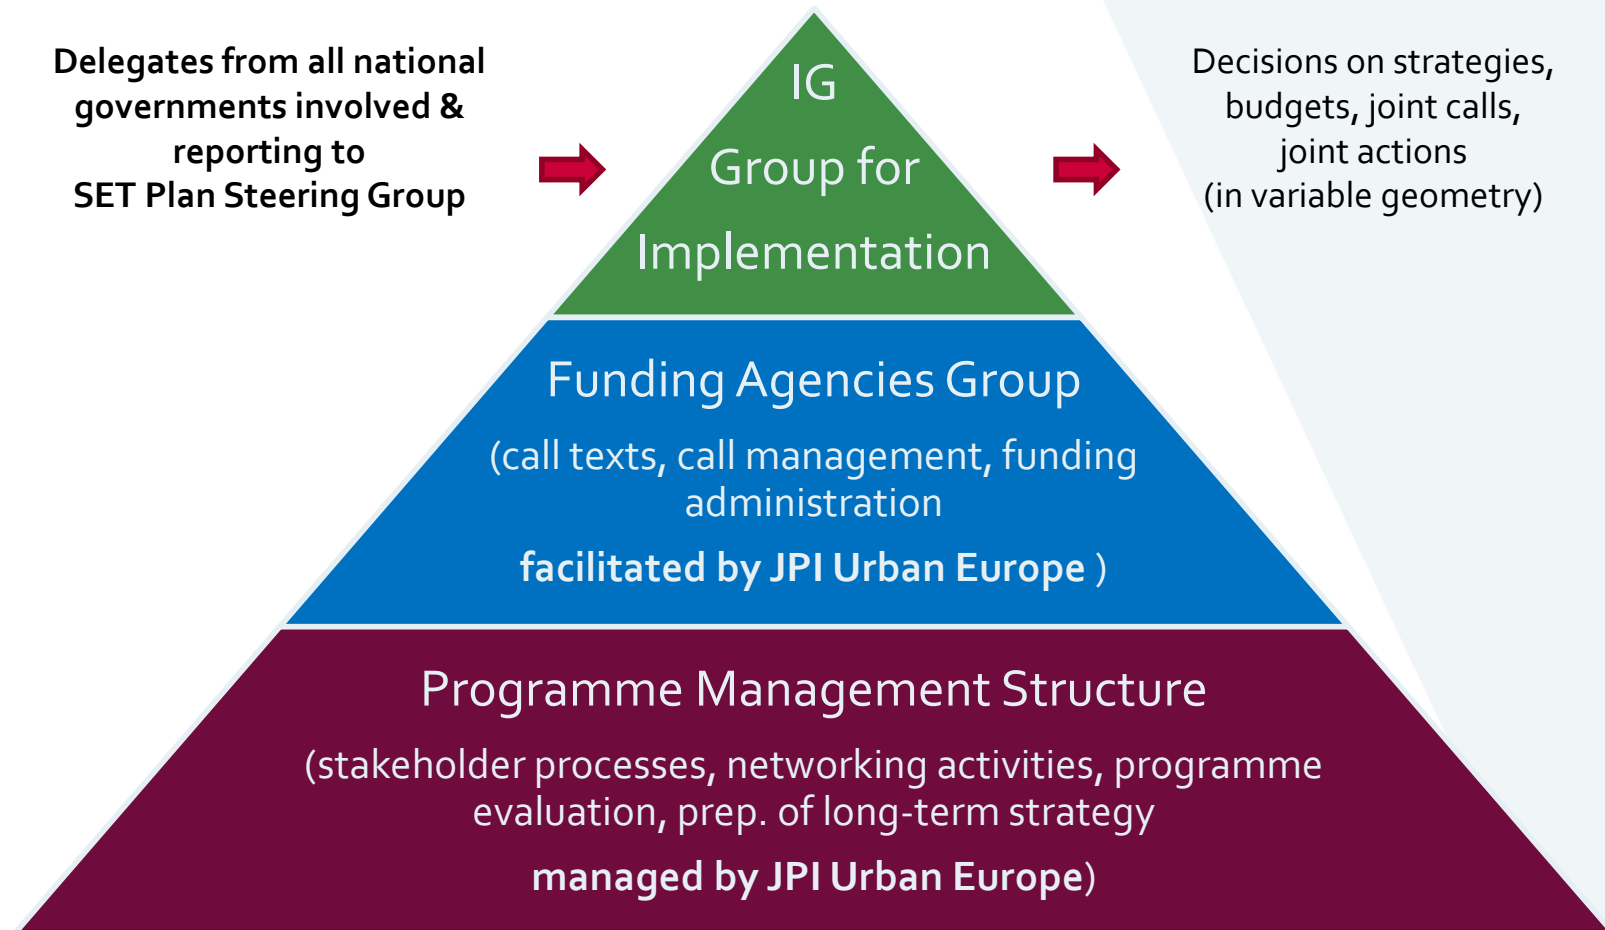 Delegates from all national
governments involved &
reporting to
SET Plan Steering Group
IG
Group for
Implementation
Decisions on strategies,
budgets, joint calls,
joint actions
(in variable geometry)
Funding Agencies Group
(call texts, call management, funding
administration
facilitated by JPI Urban Europe )
Programme Management Structure
(stakeholder processes, networking activities, programme
evaluation, prep. of long-term strategy
managed by JPI Urban Europe)